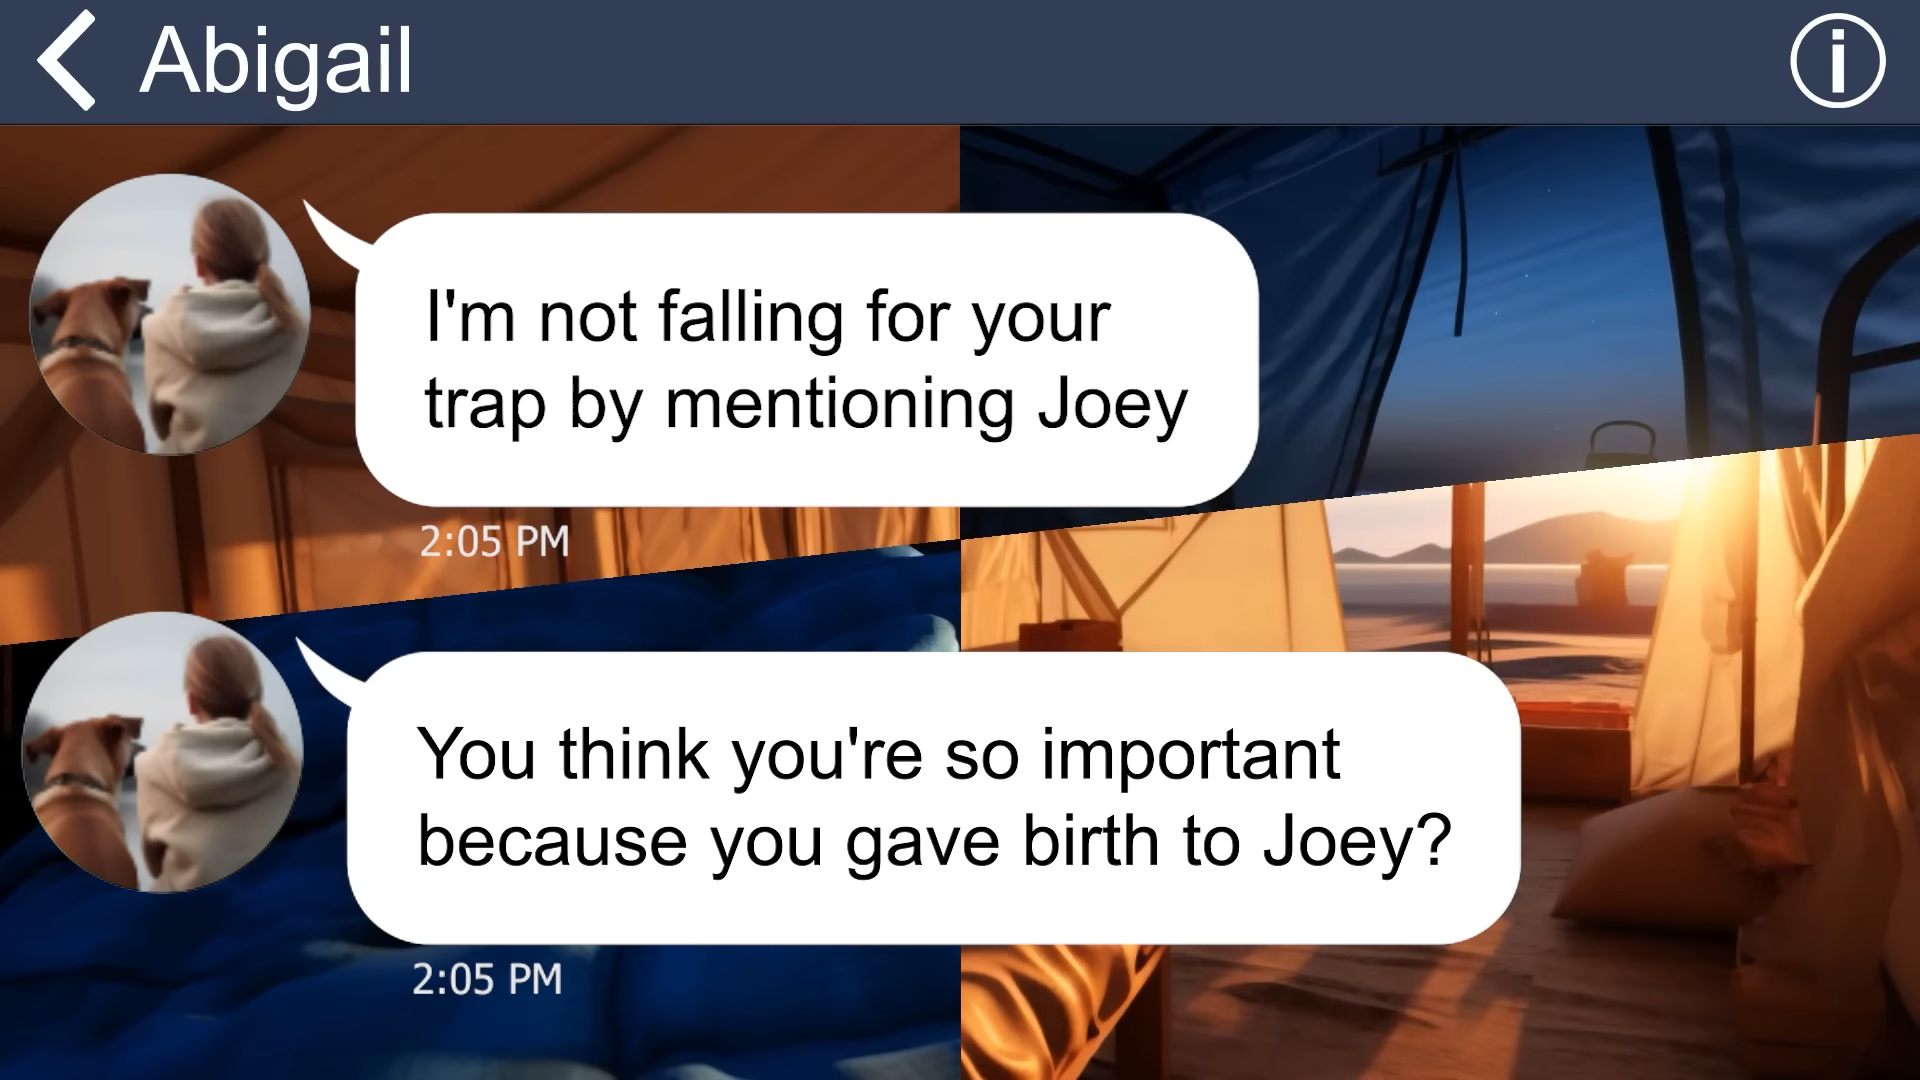 Abigail
I'm not falling for your
trap by mentioning Joey
2:05 PM
You think you're so important
because you gave birth to Joey?
2:05 PM